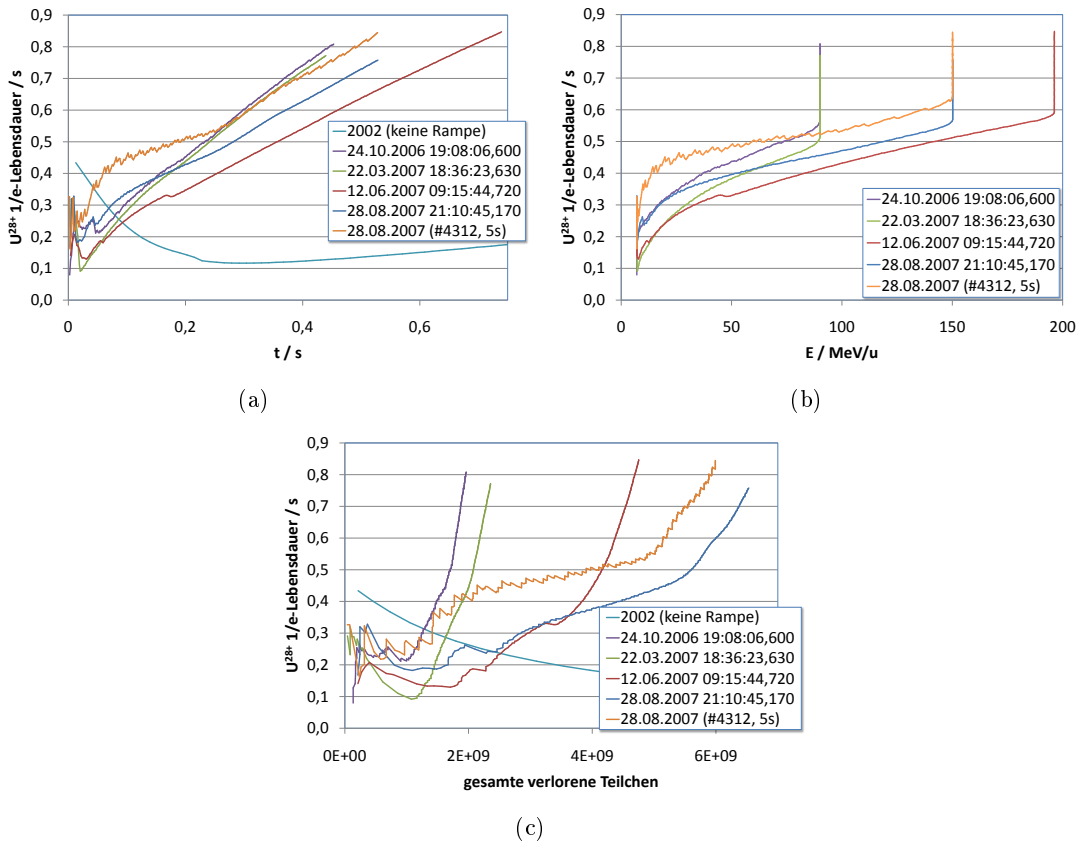 0,9
0,8
0,7
0,6
0,5
0,4
0,3
0,2
0,1
0,0
U28+ 1/e-Lebensdauer / s
0
0,2
0,4
0,6
t / s
2002 (keine Rampe)
24.10.2006 19:08:06,600
22.03.2007 18:36:23,630
12.06.2007 09:15:44,720
28.08.2007 21:10:45,170
28.08.2007 (#4312, 5s)
(a)
0,9
0,8
0,7
0,6
0,5
0,4
0,3
0,2
0,1
0,0
U28+ 1/e-Lebensdauer / s
0
50
100
150
200
E / MeV/u
24.10.2006 19:08:06,600
22.03.2007 18:36:23,630
12.06.2007 09:15:44,720
28.08.2007 21:10:45,170
28.08.2007 (#4312, 5s)
(b)
0,9
0,8
0,7
0,6
0,5
0,4
0,3
0,2
0,1
0,0
U28+ 1/e-Lebensdauer / s
0E+00
2E+09
4E+09
6E+09
gesamte verlorene Teilchen
2002 (keine Rampe)
24.10.2006 19:08:06,600
22.03.2007 18:36:23,630
12.06.2007 09:15:44,720
28.08.2007 21:10:45,170
28.08.2007 (#4312, 5s)
(c)